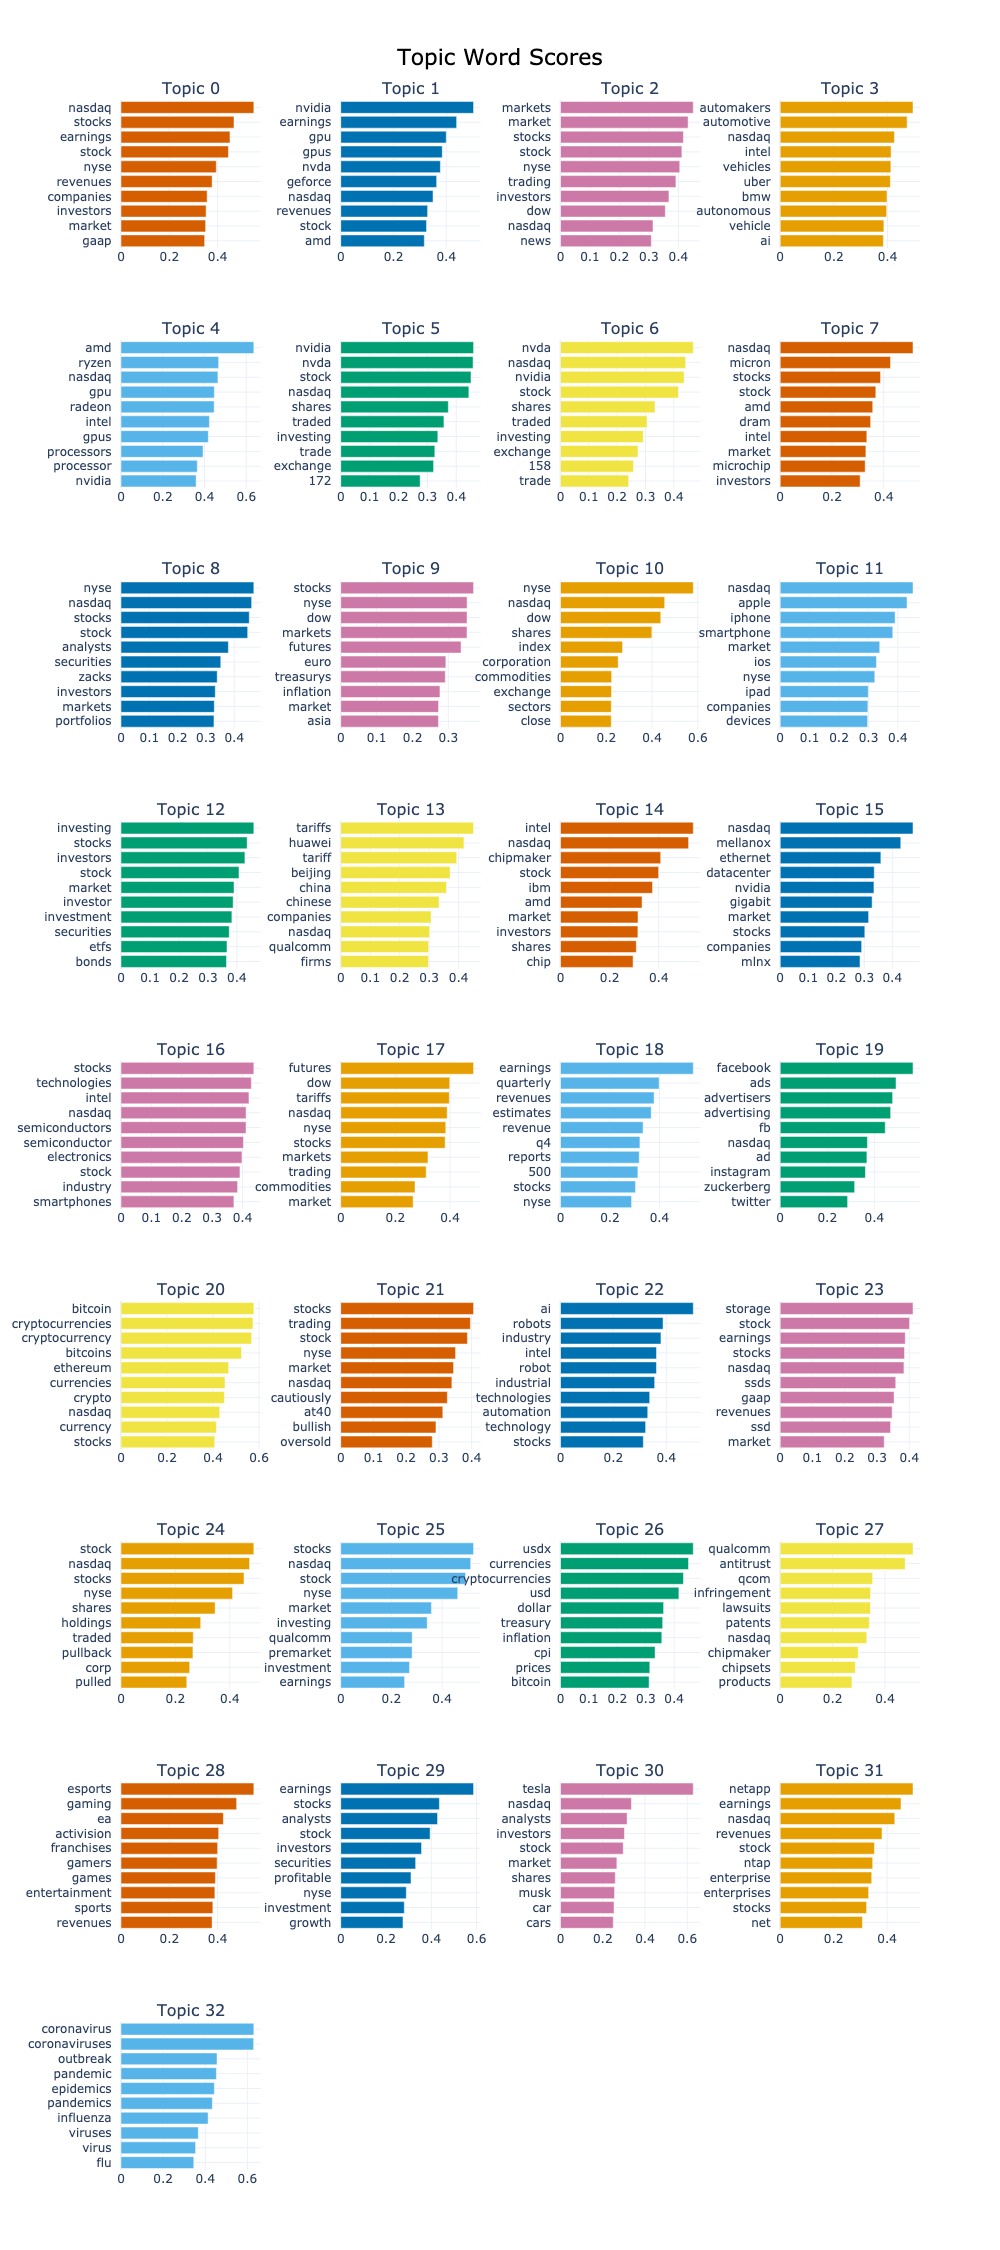 Topic Word Scores
Topic 0
nasdaq
stocks
earnings
stock
nyse
revenues
companies
investors
market
gaap
0 0.2 0.4
Topic 1
nvidia
earnings
gpu
gpus
nvda
geforce
nasdaq
revenues
stock
amd
0 0.2 0.4
Topic 2
markets
market
stocks
stock
nyse
trading
investors
dow
nasdaq
news
0 0.1 0.2 0.3 0.4
Topic 3
automakers
automotive
nasdaq
intel
vehicles
uber
bmw
autonomous
vehicle
ai
0 0.2 0.4
Topic 4
amd
ryzen
nasdaq
gpu
radeon
intel
gpus
processors
processor
nvidia
0 0.2 0.4 0.6
Topic 5
nvidia
nvda
stock
nasdaq
shares
traded
investing
trade
exchange
172
0 0.1 0.2 0.3 0.4
Topic 6
nvda
nasdaq
nvidia
stock
shares
traded
investing
exchange
158
trade
0 0.1 0.2 0.3 0.4
Topic 7
nasdaq
micron
stocks
stock
amd
dram
intel
market
microchip
investors
0 0.2 0.4
Topic 8
nyse
nasdaq
stocks
stock
analysts
securities
zacks
investors
markets
portfolios
0 0.1 0.2 0.3 0.4
Topic 9
stocks
nyse
dow
markets
futures
euro
treasurys
inflation
market
asia
0 0.1 0.2 0.3
Topic 10
nyse
nasdaq
dow
shares
index
corporation
commodities
exchange
sectors
close
0 0.2 0.4 0.6
Topic 11
nasdaq
apple
iphone
smartphone
market
ios
nyse
ipad
companies
devices
0 0.1 0.2 0.3 0.4
Topic 12
investing
stocks
investors
stock
market
investor
investment
securities
etfs
bonds
0 0.1 0.2 0.3 0.4
Topic 13
tariffs
huawei
tariff
beijing
china
chinese
companies
nasdaq
qualcomm
firms
0 0.1 0.2 0.3 0.4
Topic 14
intel
nasdaq
chipmaker
stock
ibm
amd
market
investors
shares
chip
0 0.2 0.4
Topic 15
nasdaq
mellanox
ethernet
datacenter
nvidia
gigabit
market
stocks
companies
mlnx
0 0.1 0.2 0.3 0.4
Topic 16
stocks
technologies
intel
nasdaq
semiconductors
semiconductor
electronics
stock
industry
smartphones
0 0.1 0.2 0.3 0.4
Topic 17
futures
dow
tariffs
nasdaq
nyse
stocks
markets
trading
commodities
market
0 0.2 0.4
Topic 18
earnings
quarterly
revenues
estimates
revenue
q4
reports
500
stocks
nyse
0 0.2 0.4
Topic 19
facebook
ads
advertisers
advertising
fb
nasdaq
ad
instagram
zuckerberg
twitter
0 0.2 0.4
Topic 20
bitcoin
cryptocurrencies
cryptocurrency
bitcoins
ethereum
currencies
crypto
nasdaq
currency
stocks
0 0.2 0.4 0.6
Topic 21
stocks
trading
stock
nyse
market
nasdaq
cautiously
at40
bullish
oversold
0 0.1 0.2 0.3 0.4
Topic 22
ai
robots
industry
intel
robot
industrial
technologies
automation
technology
stocks
0 0.2 0.4
Topic 23
storage
stock
earnings
stocks
nasdaq
ssds
gaap
revenues
ssd
market
0 0.1 0.2 0.3 0.4
Topic 24
stock
nasdaq
stocks
nyse
shares
holdings
traded
pullback
corp
pulled
0 0.2 0.4
Topic 25
stocks
nasdaq
stock
nyse
market
investing
qualcomm
premarket
investment
earnings
0 0.2 0.4
Topic 26
usdx
currencies
cryptocurrencies
usd
dollar
treasury
inflation
cpi
prices
bitcoin
0 0.1 0.2 0.3 0.4
Topic 27
qualcomm
antitrust
qcom
infringement
lawsuits
patents
nasdaq
chipmaker
chipsets
products
0 0.2 0.4
Topic 28
esports
gaming
ea
activision
franchises
gamers
games
entertainment
sports
revenues
0 0.2 0.4
Topic 29
earnings
stocks
analysts
stock
investors
securities
profitable
nyse
investment
growth
0 0.2 0.4 0.6
Topic 30
tesla
nasdaq
analysts
investors
stock
market
shares
musk
car
cars
0 0.2 0.4 0.6
Topic 31
netapp
earnings
nasdaq
revenues
stock
ntap
enterprise
enterprises
stocks
net
0 0.2 0.4
Topic 32
coronavirus
coronaviruses
outbreak
pandemic
epidemics
pandemics
influenza
viruses
virus
flu
0 0.2 0.4 0.6